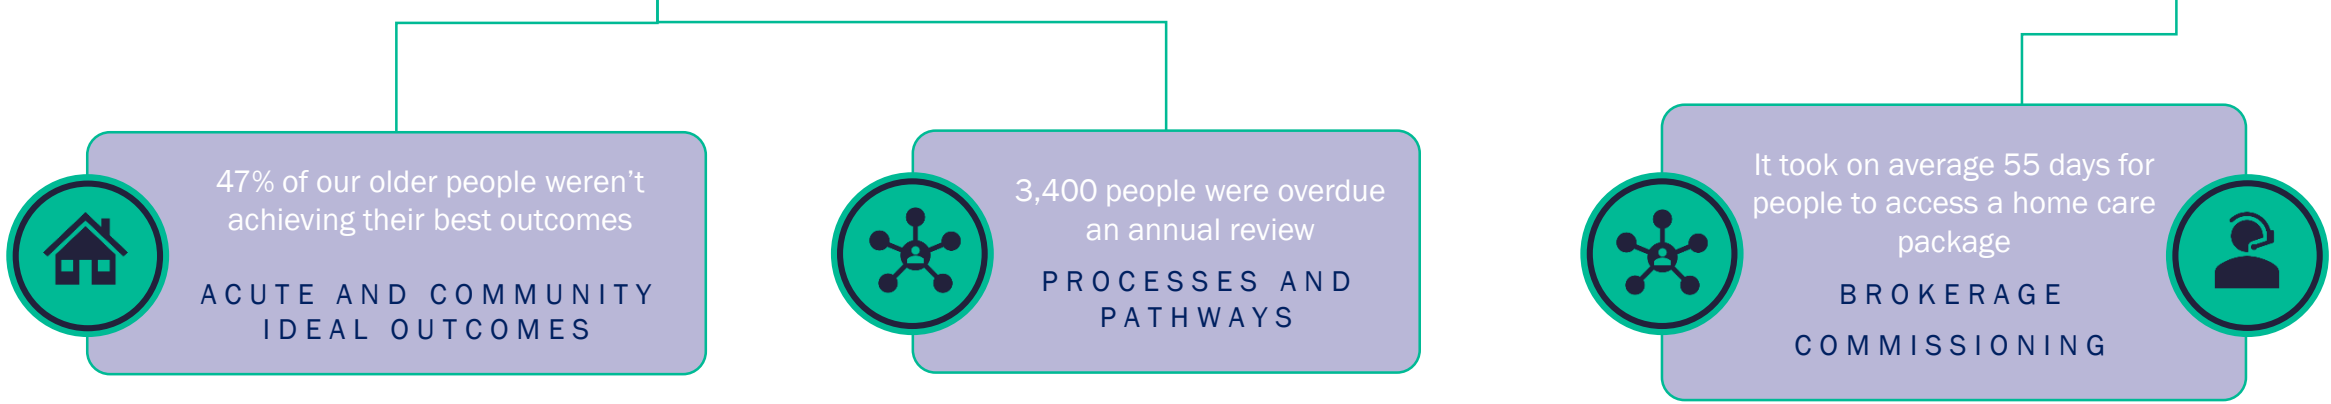 47% of our older people weren't
achieving their best outcomes
ACUTE AND COMMUNITY
IDEAL OUTCOMES
3,400 people were overdue
an annual review
PROCESSES AND
PATHWAYS
It took on average 55 days for
people to access a home care
package
BROKERAGE
COMMISSIONING